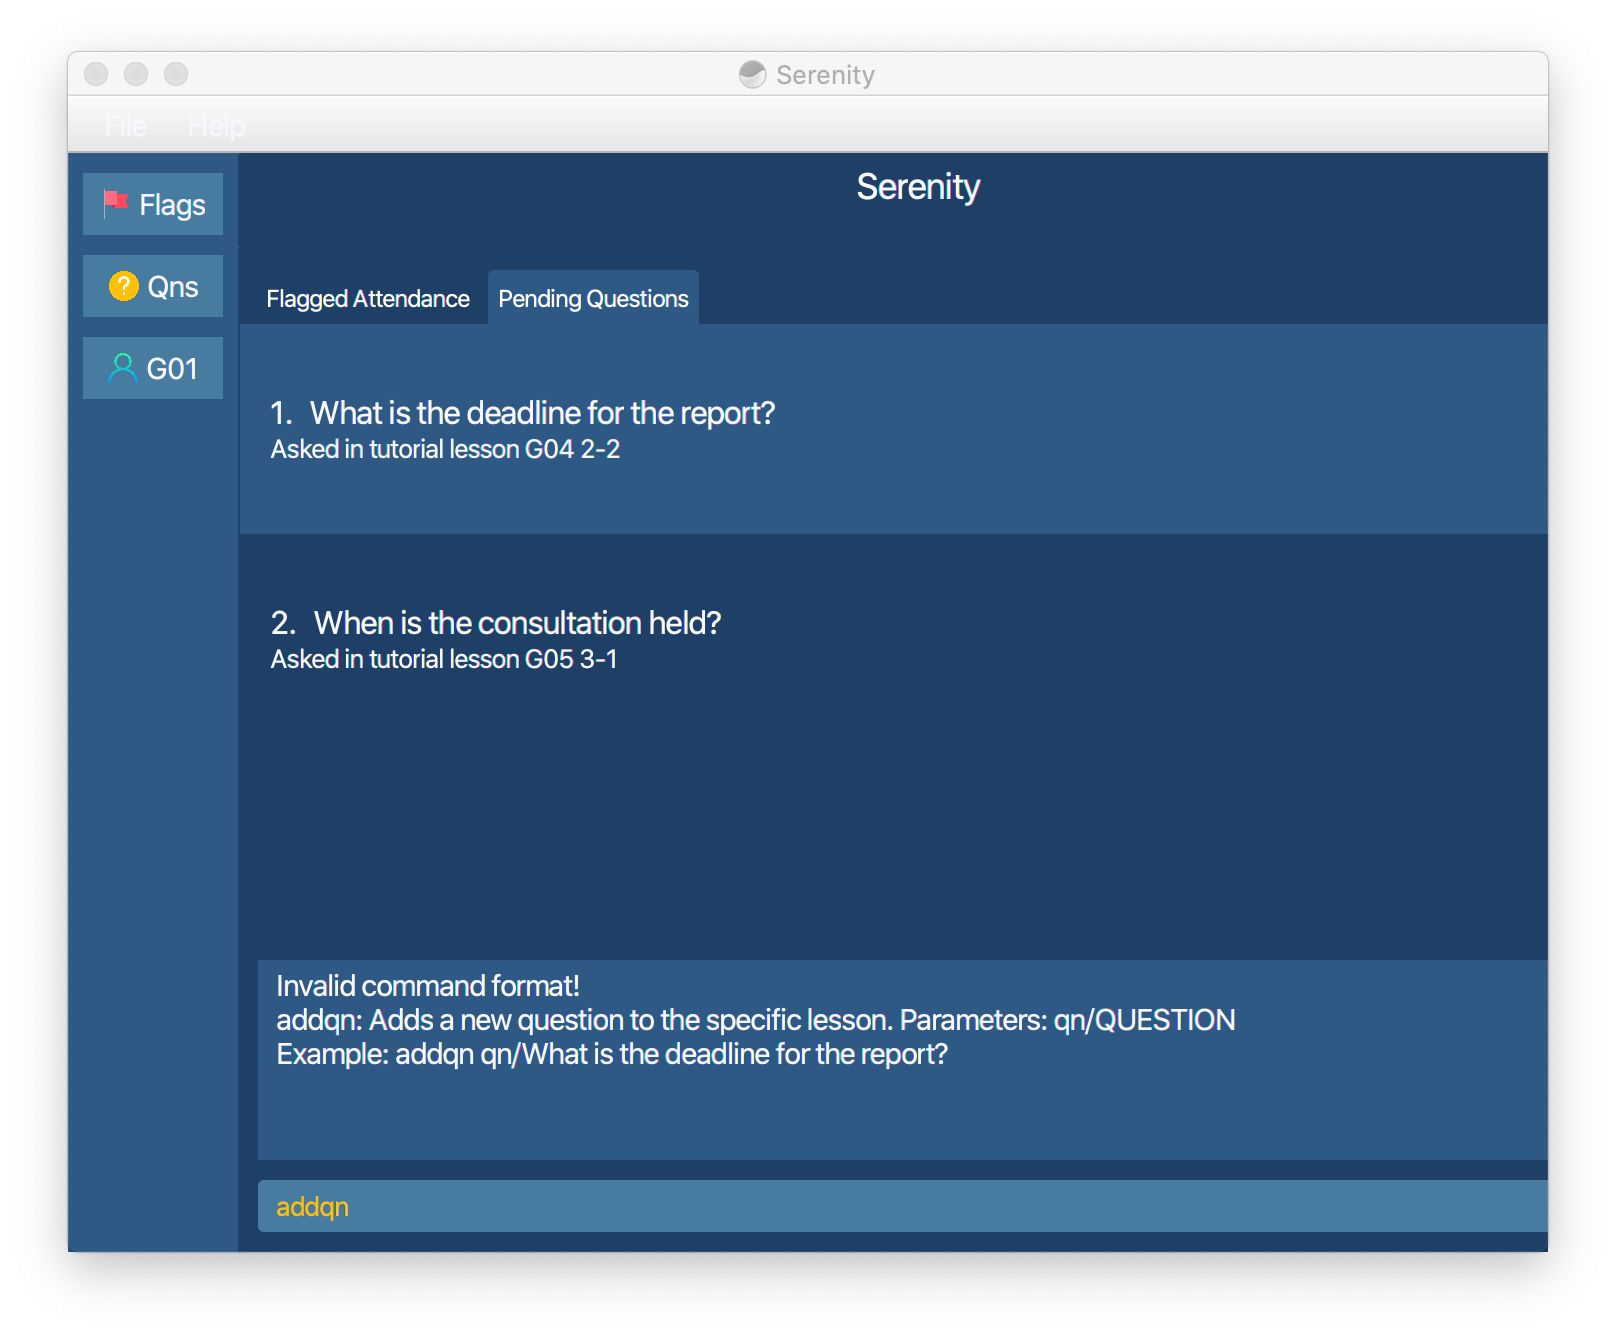 Serenity
File Help
Flags
Qns
G01
Serenity
Flagged Attendance Pending Questions
1. What is the deadline for the report?
Asked in tutorial lesson G04 2-2
2. When is the consultation held?
Asked in tutorial lesson G05 3-1
Invalid command format!
addqn: Adds a new question to the specific lesson. Parameters: qn/QUESTION
Example: addqn qn/What is the deadline for the report?
addqn